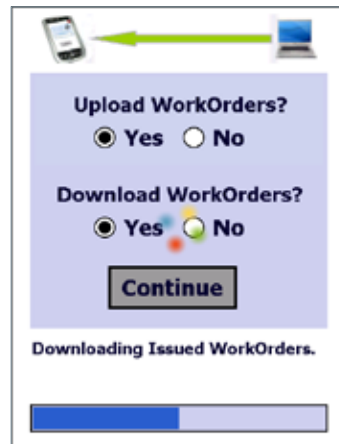 Upload WorkOrders?
Yes No
Download WorkOrders?
Yes No
Continue
Downloading Issued WorkOrders.